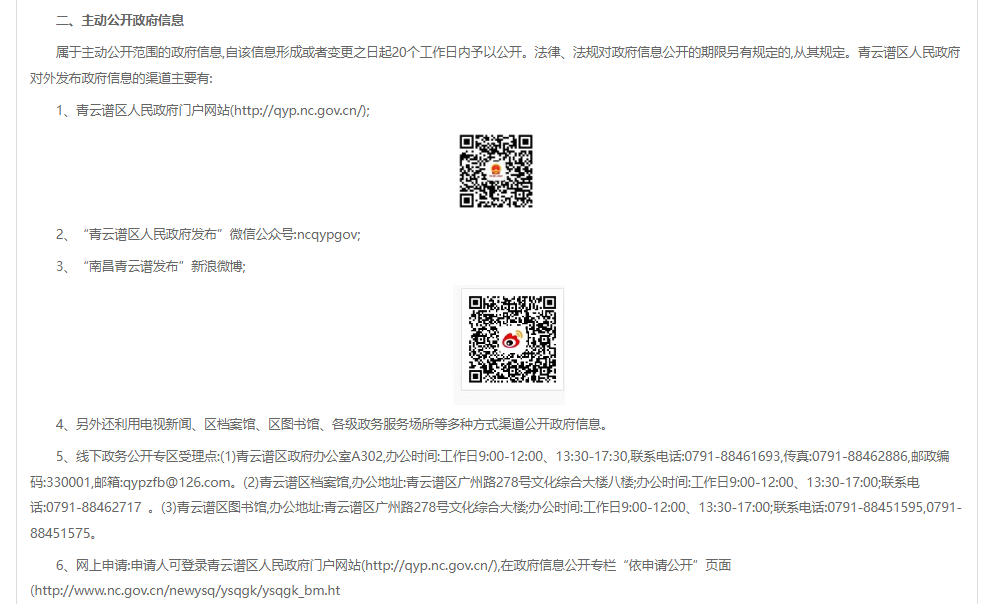 二、主动公开政府信息
属于主动公开范围的政府信息,自该信息形成或者变更之日起20个工作日内予以公开。法律、法规对政府信息公开的期限另有规定的,从其规定。青云谱区人民政府
对外发布政府信息的渠道主要有:
1、青云谱区人民政府门户网站(http://qyp.nc.gov.cn/);
2、“青云谱区人民政府发布”微信公众号:ncqypgov;
3、“南昌青云谱发布”新浪微博;
4、另外还利用电视新闻、区档案馆、区图书馆、各级政务服务场所等多种方式渠道公开政府信息。
5、线下政务公开专区受理点:(1)青云谱区政府办公室A302,办公时间:工作日9:00-12:00、13:30-17:30,联系电话:0791-88461693,传真:0791-88462886,邮政编
码:330001,邮箱:qypzfb@126.com。(2)青云谱区档案馆,办公地址:青云谱区广州路278号文化综合大楼八楼;办公时间:工作日9:00-12:00、13:30-17:00;联系电
话:0791-88462717 。(3)青云谱区图书馆,办公地址:青云谱区广州路278号文化综合大楼;办公时间:工作日9:00-12:00、13:30-17:00;联系电话:0791-88451595,0791-
88451575。
6、网上申请:申请人可登录青云谱区人民政府门户网站(http://qyp.nc.gov.cn/),在政府信息公开专栏“依申请公开”页面
(http://www.nc.gov.cn/newysq/ysqgk/ysqgk_bm.ht